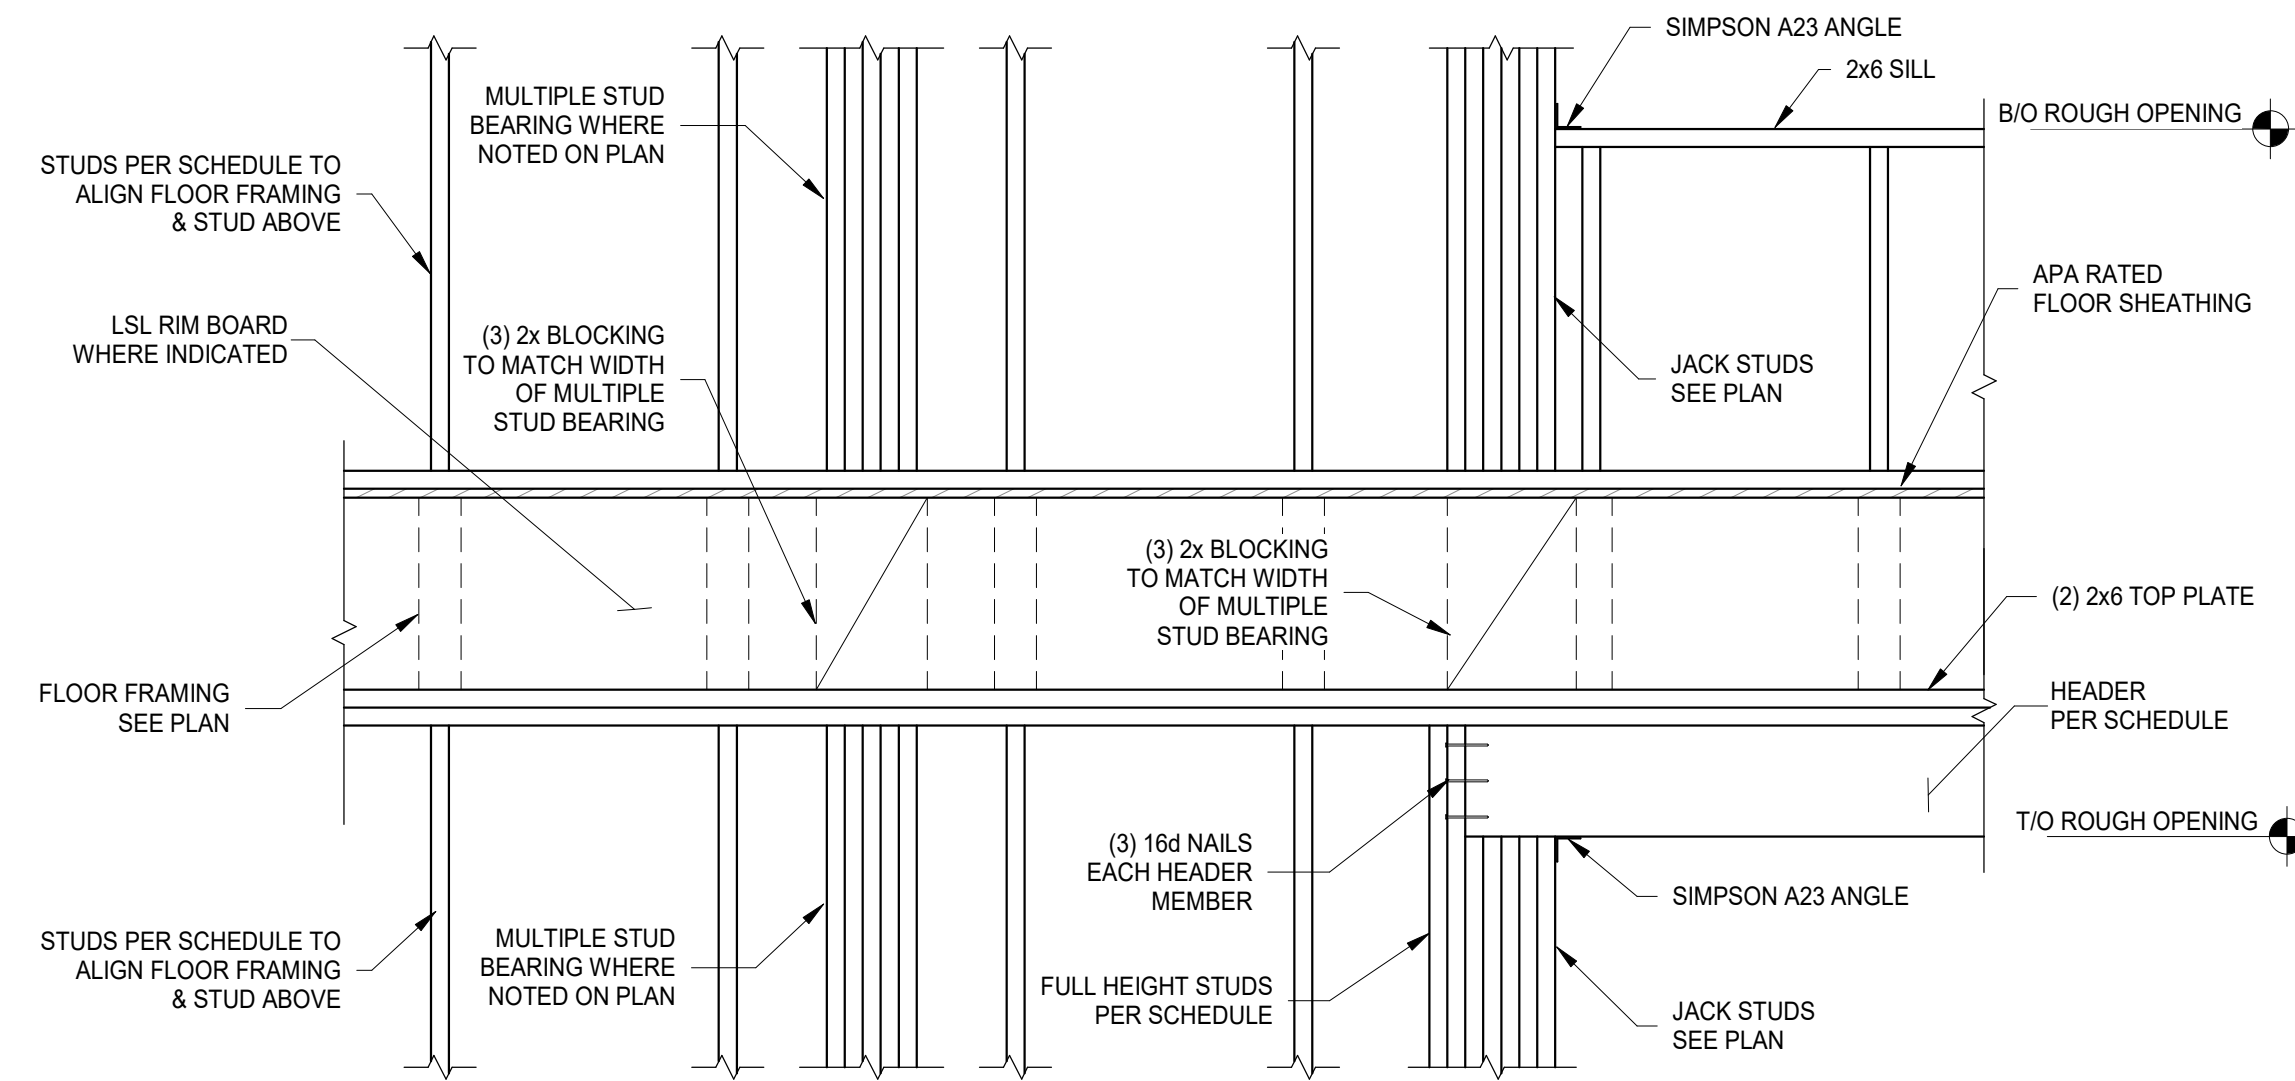 SIMPSON A23 ANGLE
2x6 SILL
B/O ROUGH OPENING
MULTIPLE STUD
BEARING WHERE
NOTED ON PLAN
STUDS PER SCHEDULE TO
ALIGN FLOOR FRAMING
& STUD ABOVE
APA RATED
FLOOR SHEATHING
LSL RIM BOARD
WHERE INDICATED
(3) 2x BLOCKING
TO MATCH WIDTH
OF MULTIPLE
STUD BEARING
JACK STUDS
SEE PLAN
(3) 2x BLOCKING
TO MATCH WIDTH
OF MULTIPLE
STUD BEARING
(2) 2x6 TOP PLATE
FLOOR FRAMING
SEE PLAN
HEADER
PER SCHEDULE
T/O ROUGH OPENING
(3) 16d NAILS
EACH HEADER
MEMBER
SIMPSON A23 ANGLE
STUDS PER SCHEDULE TO
ALIGN FLOOR FRAMING
& STUD ABOVE
MULTIPLE STUD
BEARING WHERE
NOTED ON PLAN
FULL HEIGHT STUDS
PER SCHEDULE
JACK STUDS
SEE PLAN